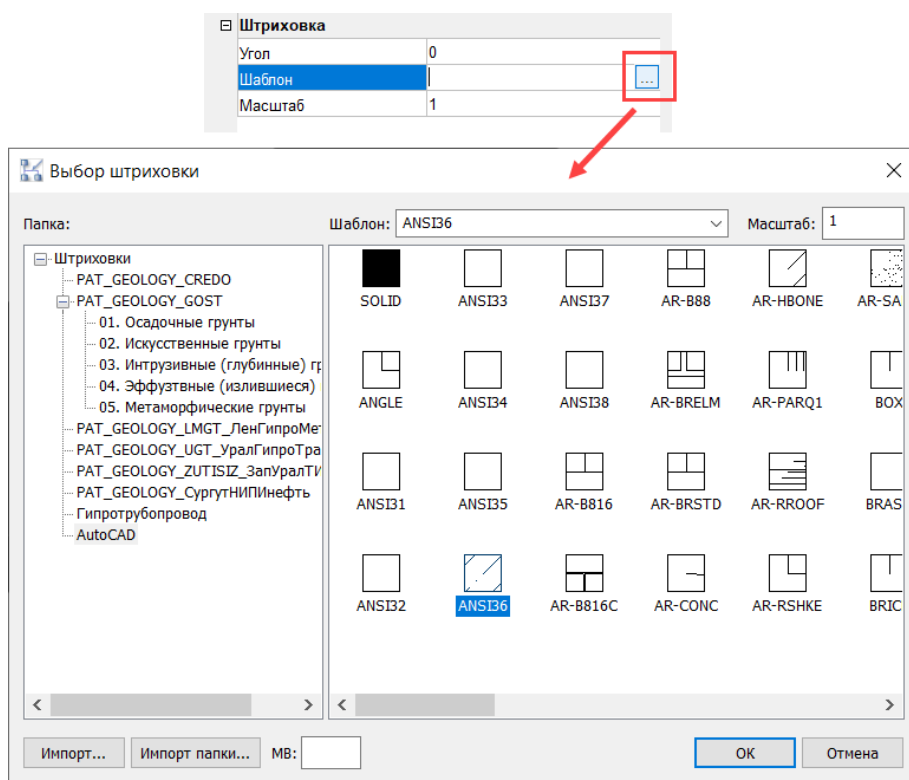 Штриховка
Угол 0
Шаблон ...
Масштаб 1
Выбор штриховки
Папка: Шаблон: ANSI36 Масштаб: 1
Штриховки
PAT_GEOLOGY_CREDO
PAT_GEOLOGY_GOST
01. Осадочные грунты
02. Искусственные грунты
03. Интрузивные (глубинные) гр
04. Эффузтвные (излившиеся)
05. Метаморфические грунты
PAT_GEOLOGY_LMGT_ЛенГипроМет
PAT_GEOLOGY_UGT_УралГипроТра
PAT_GEOLOGY_ZUTISIZ_ЗапУралТИ
PAT_GEOLOGY_СургутНИПИнефть
Гипротрубопровод
AutoCAD
SOLID ANSI33 ANSI37 AR-B88 AR-HBONE AR-SA
ANGLE ANSI34 ANSI38 AR-BRELM AR-PARQ1 BOX
ANSI31 ANSI35 AR-B816 AR-BRSTD AR-RROOF BRAS
ANSI32 ANSI36 AR-B816C AR-CONC AR-RSHKE BRIC
Импорт... Импорт папки... МВ: ОК Отмена